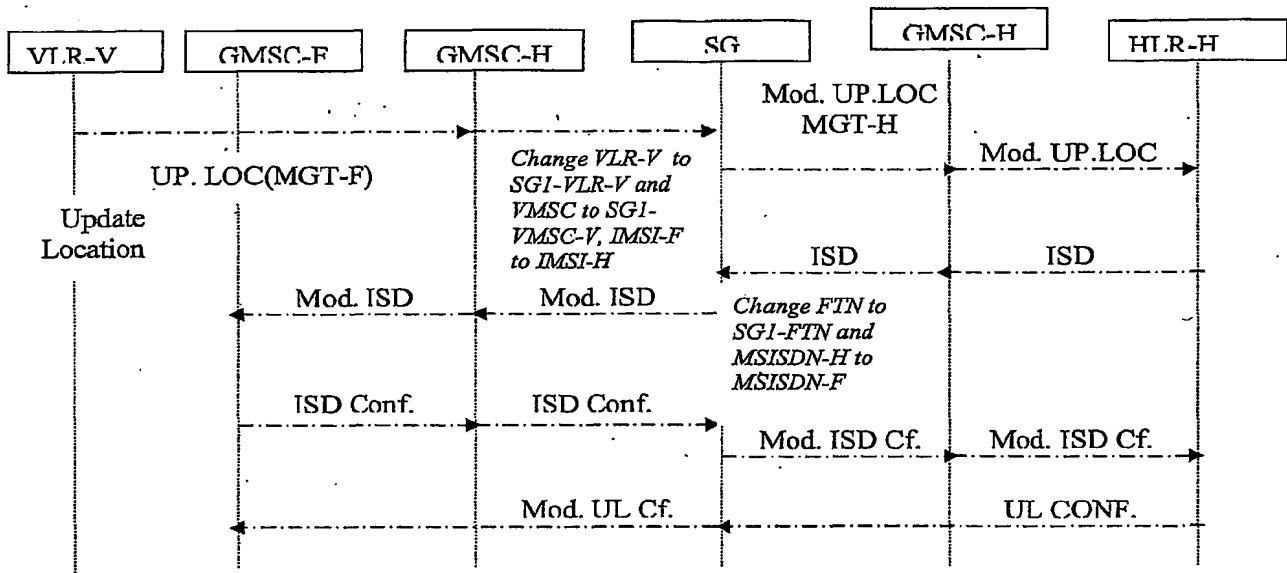 VLR-V
GMSC-F
GMSC-H
SG
GMSC-H
HLR-H
Mod. UP.LOC
MGT-H
UP. LOC(MGT-F)
Update
Location
Change VLR-V to
SG1-VLR-V and
VMSC to SG1-
VMSC-V, IMSI-F
to IMSI-H
Mod. UP.LOC
ISD
ISD
Mod. ISD
Mod. ISD
Change FTN to
SG1-FTN and
MSISDN-H to
MSISDN-F
ISD Conf.
ISD Conf.
Mod. ISD Cf.
Mod. ISD Cf.
Mod. UL Cf.
UL CONF.